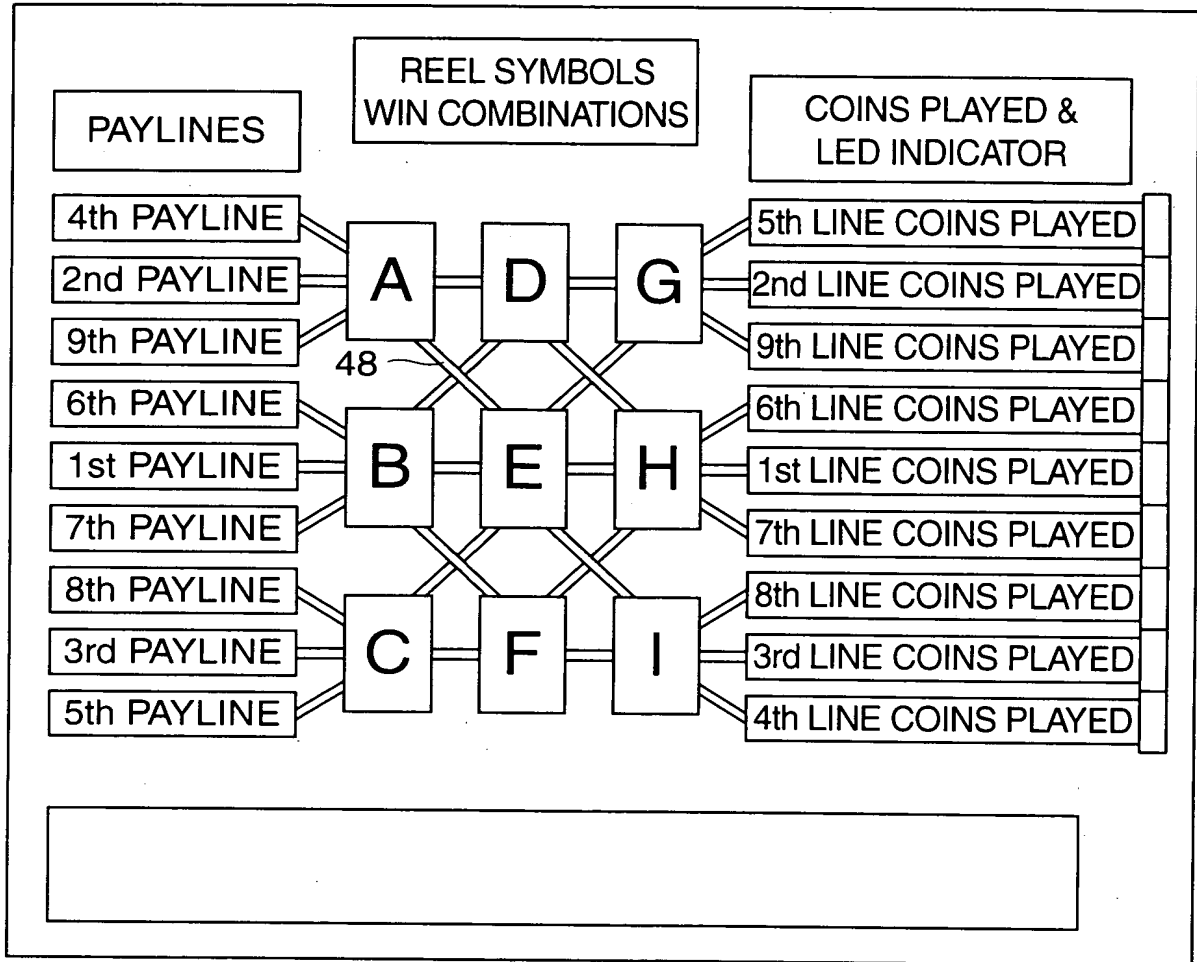 REEL SYMBOLS
WIN COMBINATIONS
PAYLINES
COINS PLAYED &
LED INDICATOR
4th PAYLINE
2nd PAYLINE
9th PAYLINE
6th PAYLINE
1st PAYLINE
7th PAYLINE
8th PAYLINE
3rd PAYLINE
5th PAYLINE
A D G
48
B E H
C F I
5th LINE COINS PLAYED
2nd LINE COINS PLAYED
9th LINE COINS PLAYED
6th LINE COINS PLAYED
1st LINE COINS PLAYED
7th LINE COINS PLAYED
8th LINE COINS PLAYED
3rd LINE COINS PLAYED
4th LINE COINS PLAYED